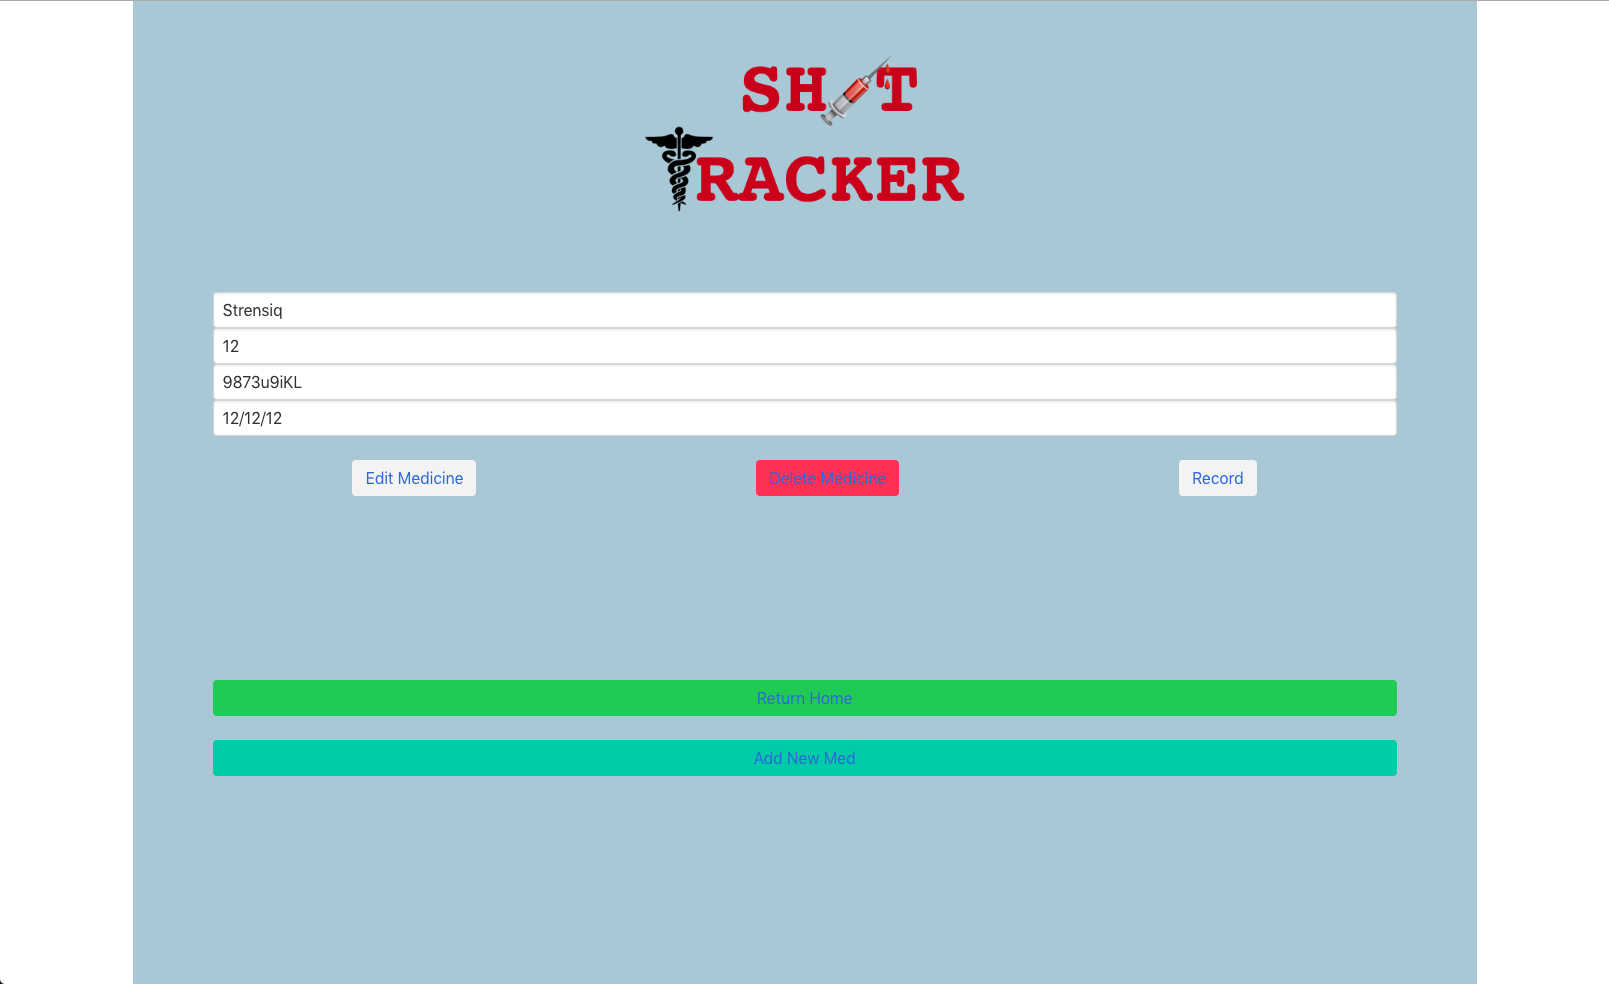 SH T
RACKER
Strensiq
12
9873u9iKL
12/12/12
Edit Medicine
Delete Medicine
Record
Return Home
Add New Med